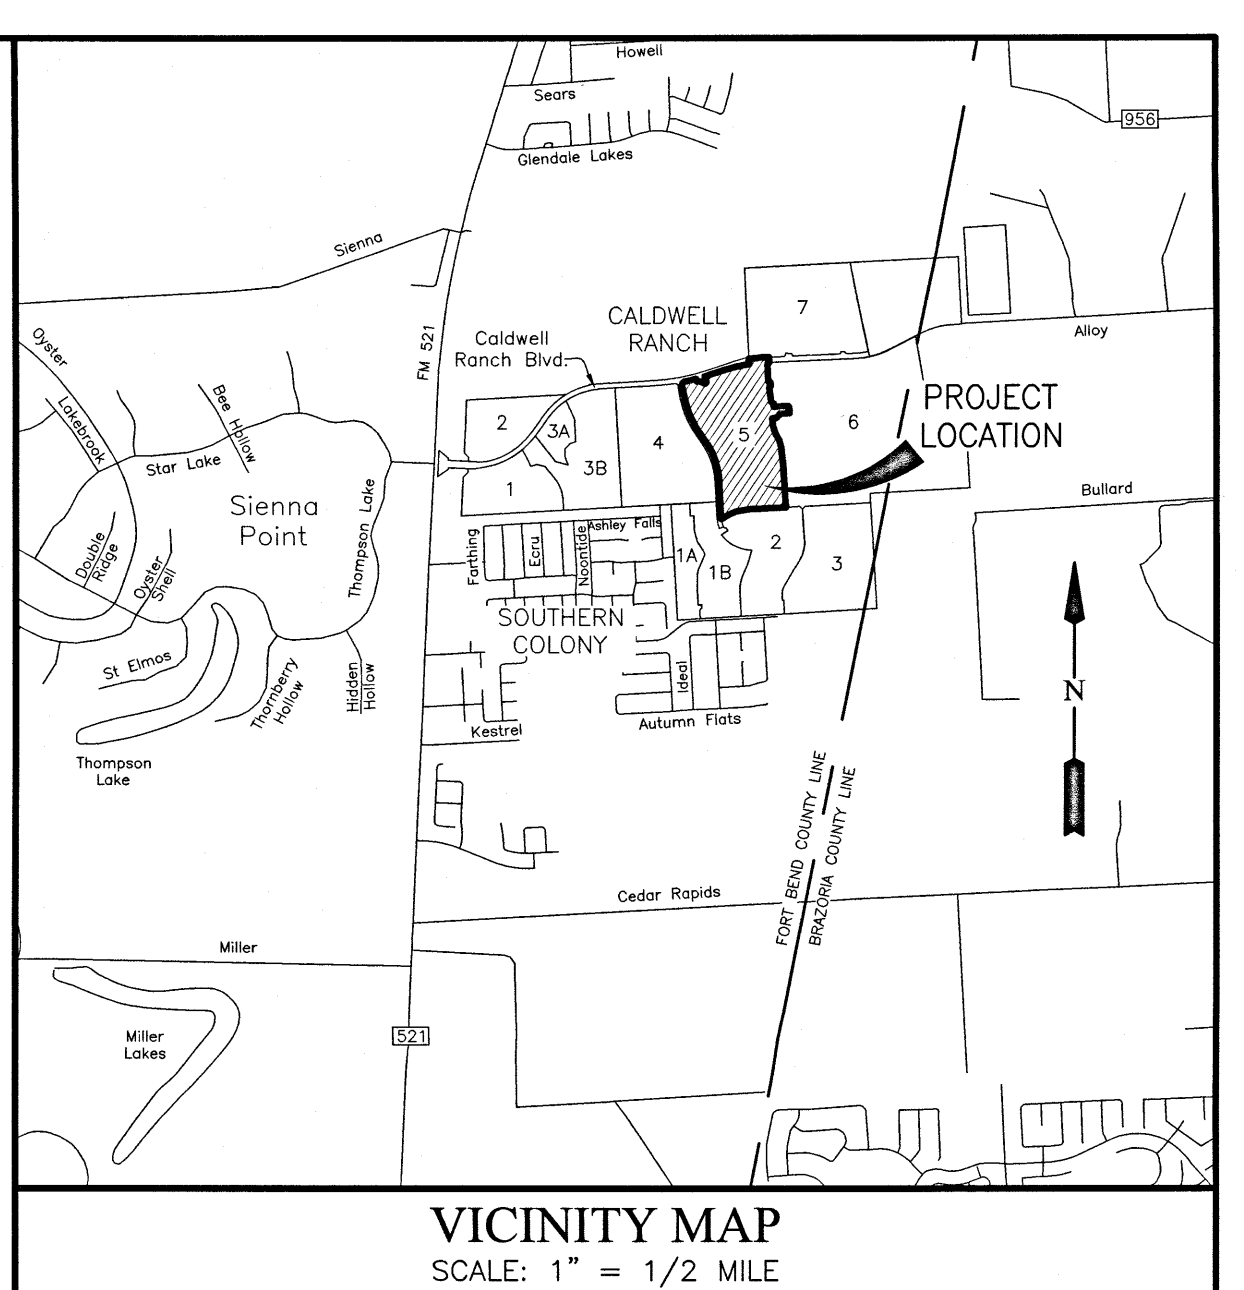 Howell
Sears
956
Glendale Lakes
Sienna
7
CALDWELL
RANCH
Alloy
Oyster
FM 521
Caldwell
Ranch Blvd.
Bee Hollow
Lakebrook
2
3A
4
5
6
PROJECT
LOCATION
Star Lake
3B
1
Bullard
Sienna
Point
Thompson Lake
Ashley Falls
Farthing
Ecru
Noontide
Double
Ridge
Oyster
Shell
1A
1B
2
3
SOUTHERN
COLONY
St Elmos
Thornberry
Hollow
Hidden
Hollow
Ideal
N
Kestrel
Autumn Flats
Thompson
Lake
FORT BEND COUNTY LINE
BRAZORIA COUNTY LINE
Cedar Rapids
Miller
521
Miller
Lakes
VICINITY MAP
SCALE: 1" = 1/2 MILE